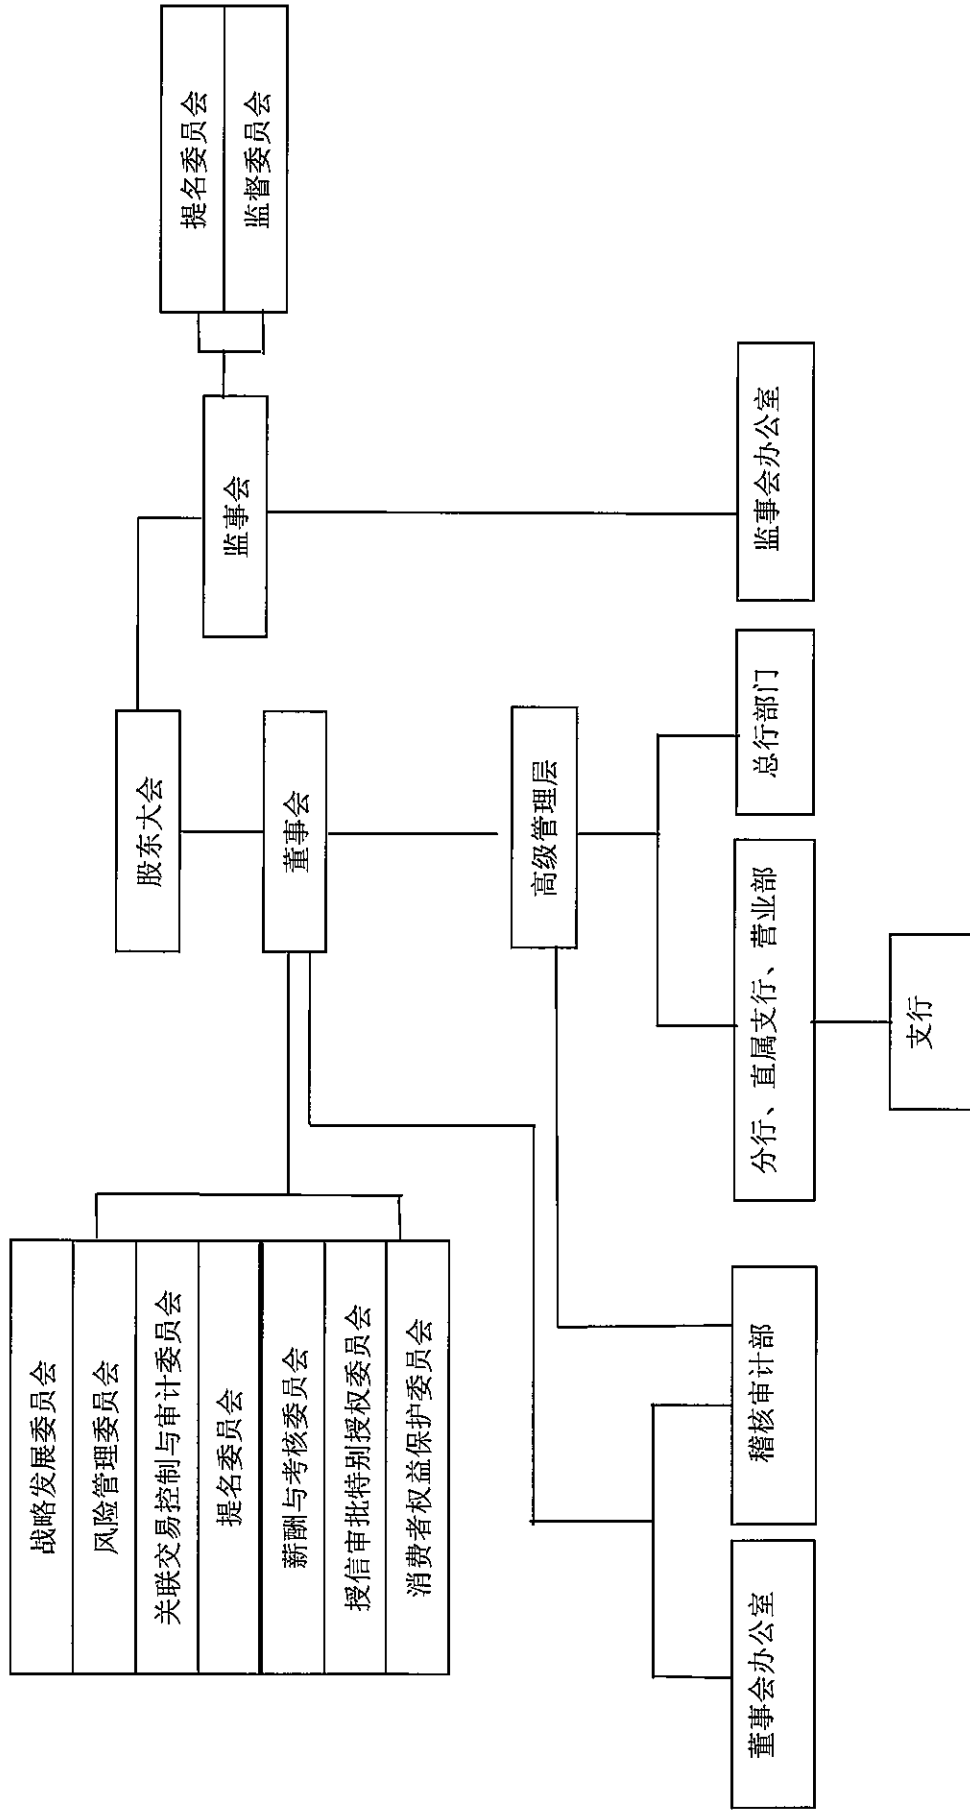 股东大会
监事会
提名委员会
监督委员会
董事会
战略发展委员会
风险管理委员会
关联交易控制与审计委员会
提名委员会
薪酬与考核委员会
授信审批特别授权委员会
消费者权益保护委员会
高级管理层
董事会办公室
稽核审计部
分行、直属支行、营业部
总行部门
监事会办公室
支行